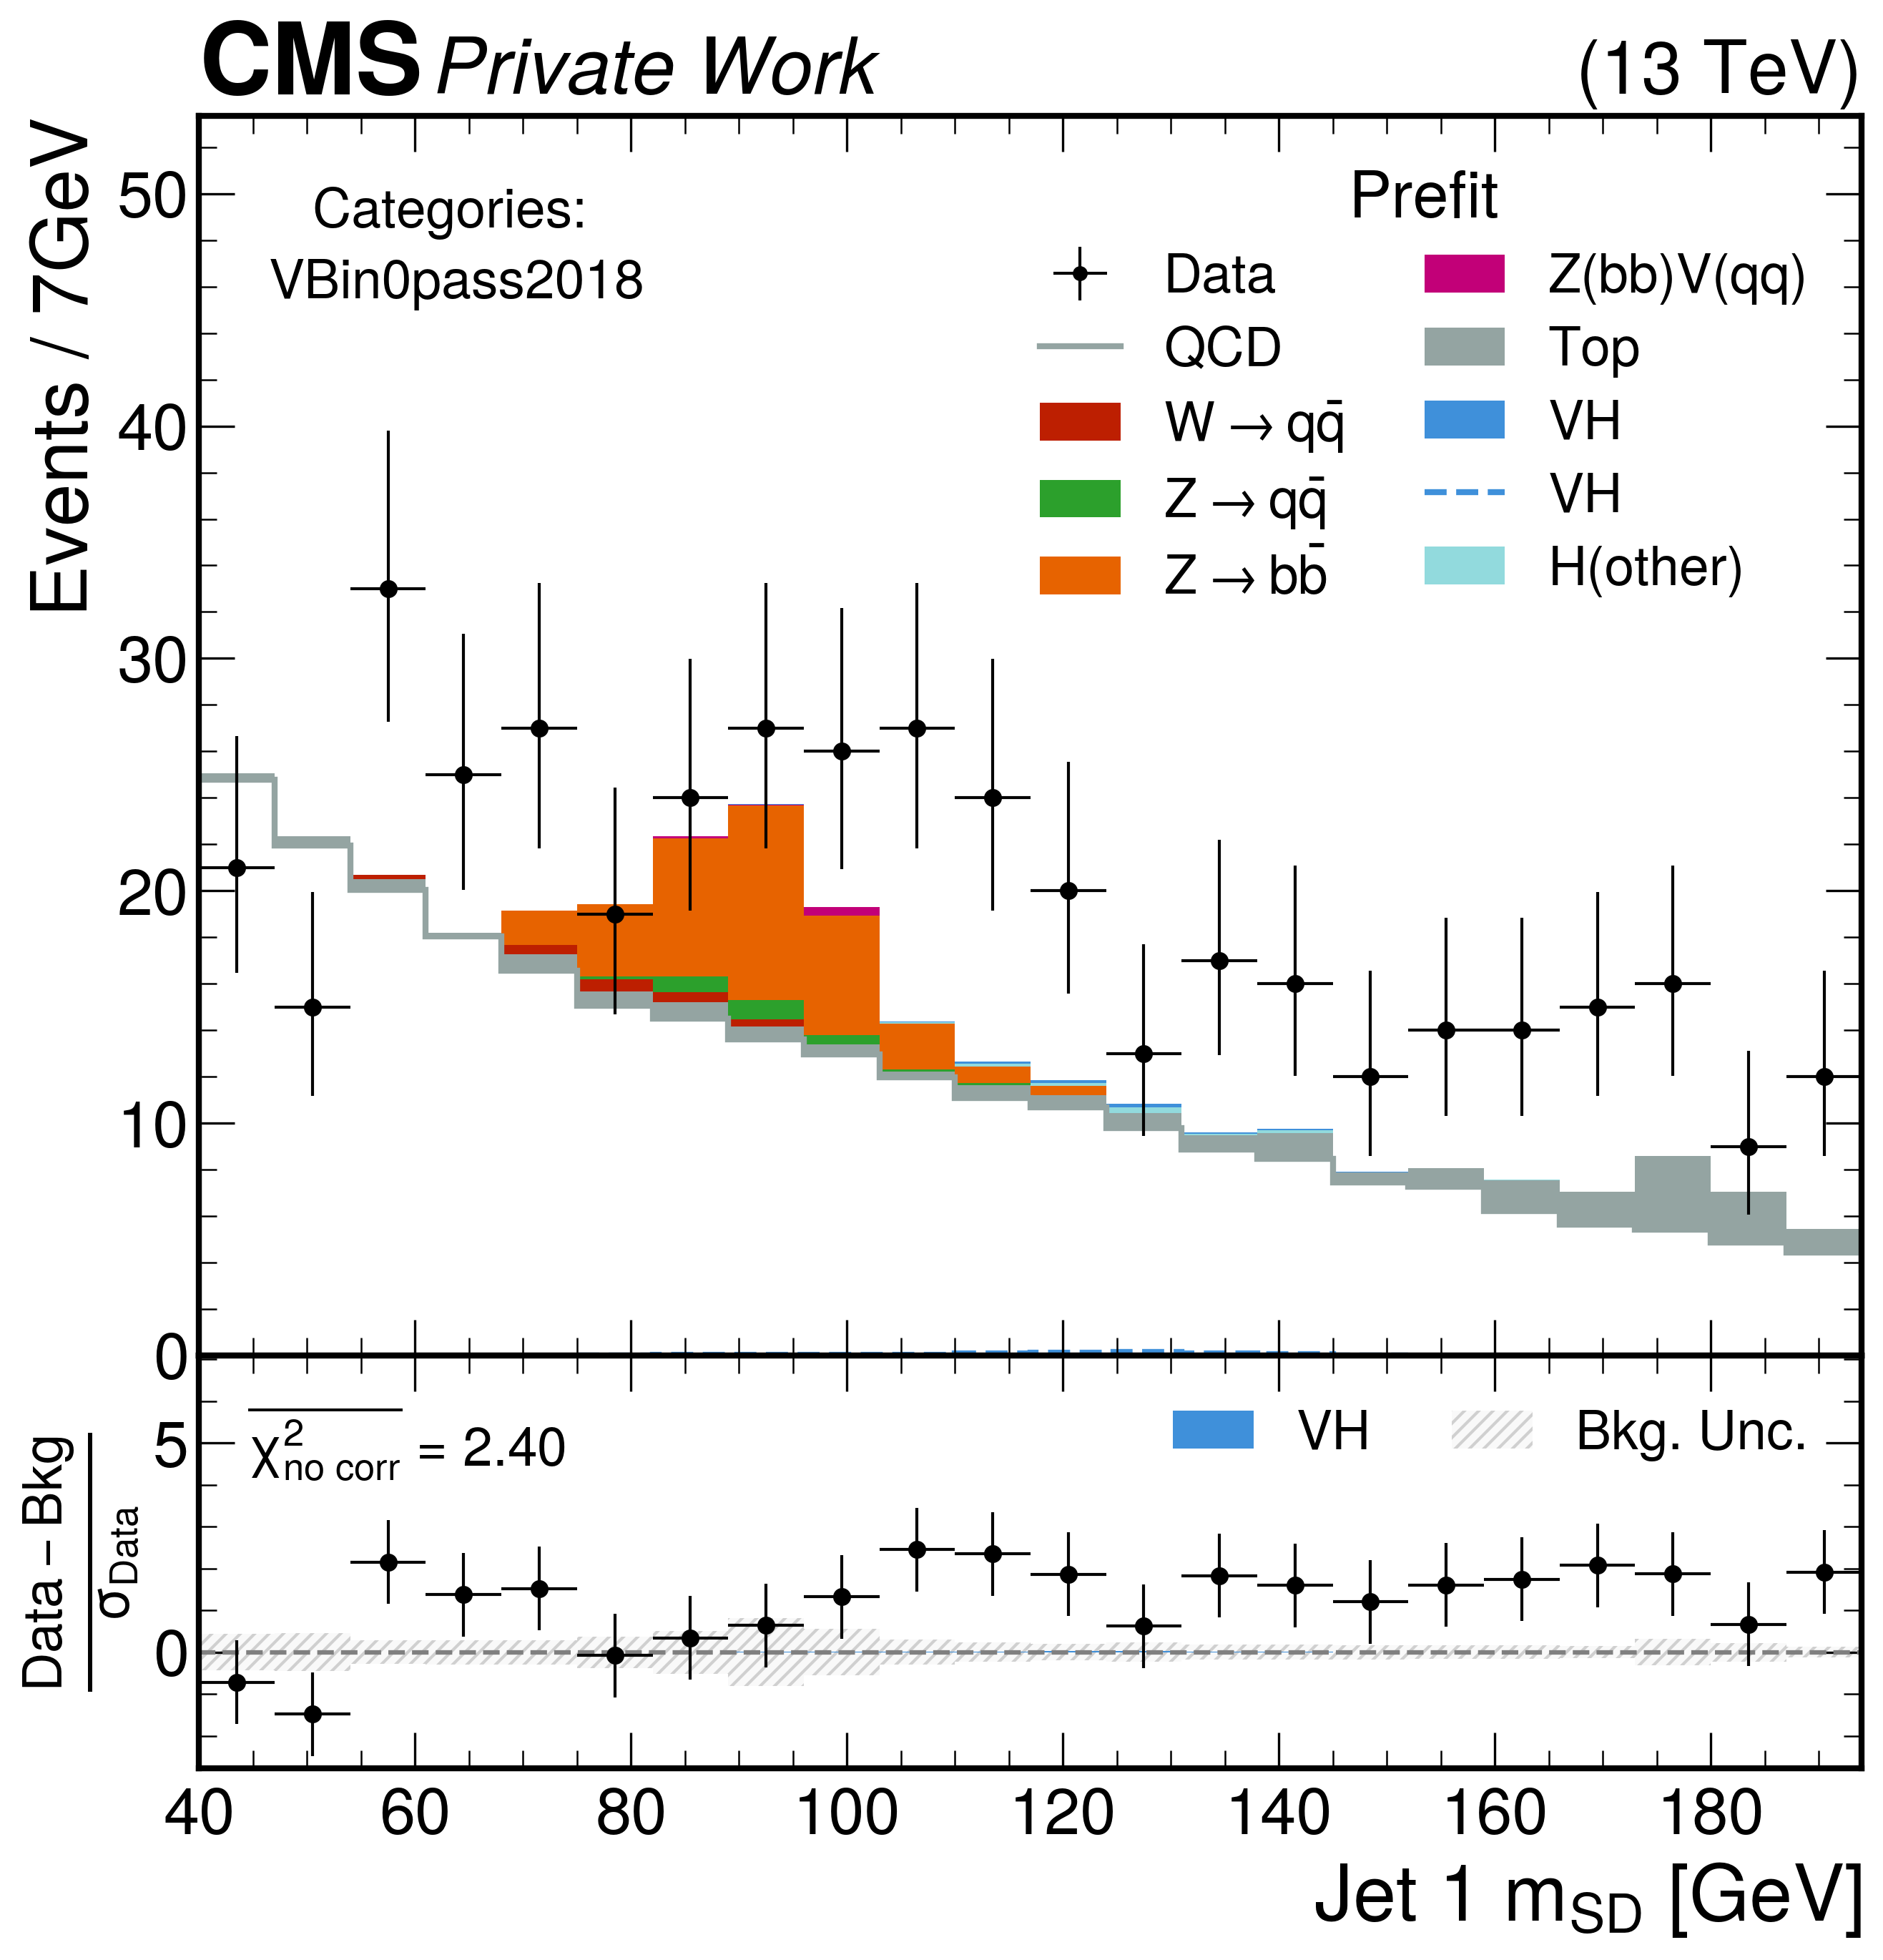 CMS Private Work (13 TeV)
Events / 7GeV
50
40
30
20
10
0
Categories:
VBin0pass2018
Prefit
Data
QCD
W → qq̄
Z → qq̄
Z → bb̄
Z(bb)V(qq)
Top
VH
VH
H(other)
Data – Bkg
σData
5
0
χ²no corr = 2.40
VH
Bkg. Unc.
40 60 80 100 120 140 160 180
Jet 1 mSD [GeV]